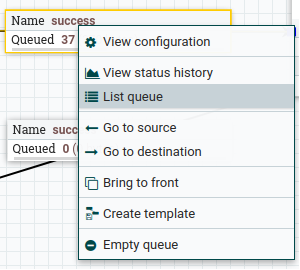 Name success
Queued 37
View configuration
View status history
List queue
Name succ
Queued 0
Go to source
Go to destination
Bring to front
Create template
Empty queue